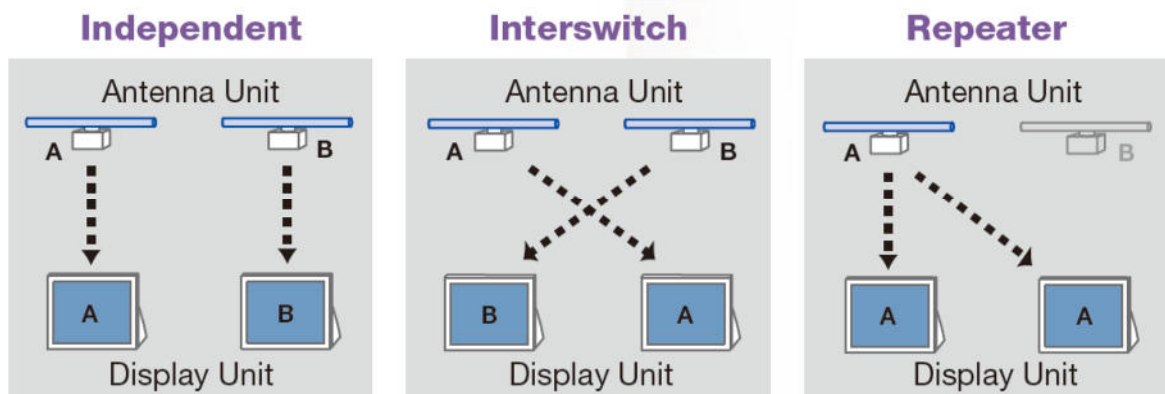 Independent
Antenna Unit
A
B
A
B
Display Unit
Interswitch
Antenna Unit
A
B
B
A
Display Unit
Repeater
Antenna Unit
A
B
A
A
Display Unit